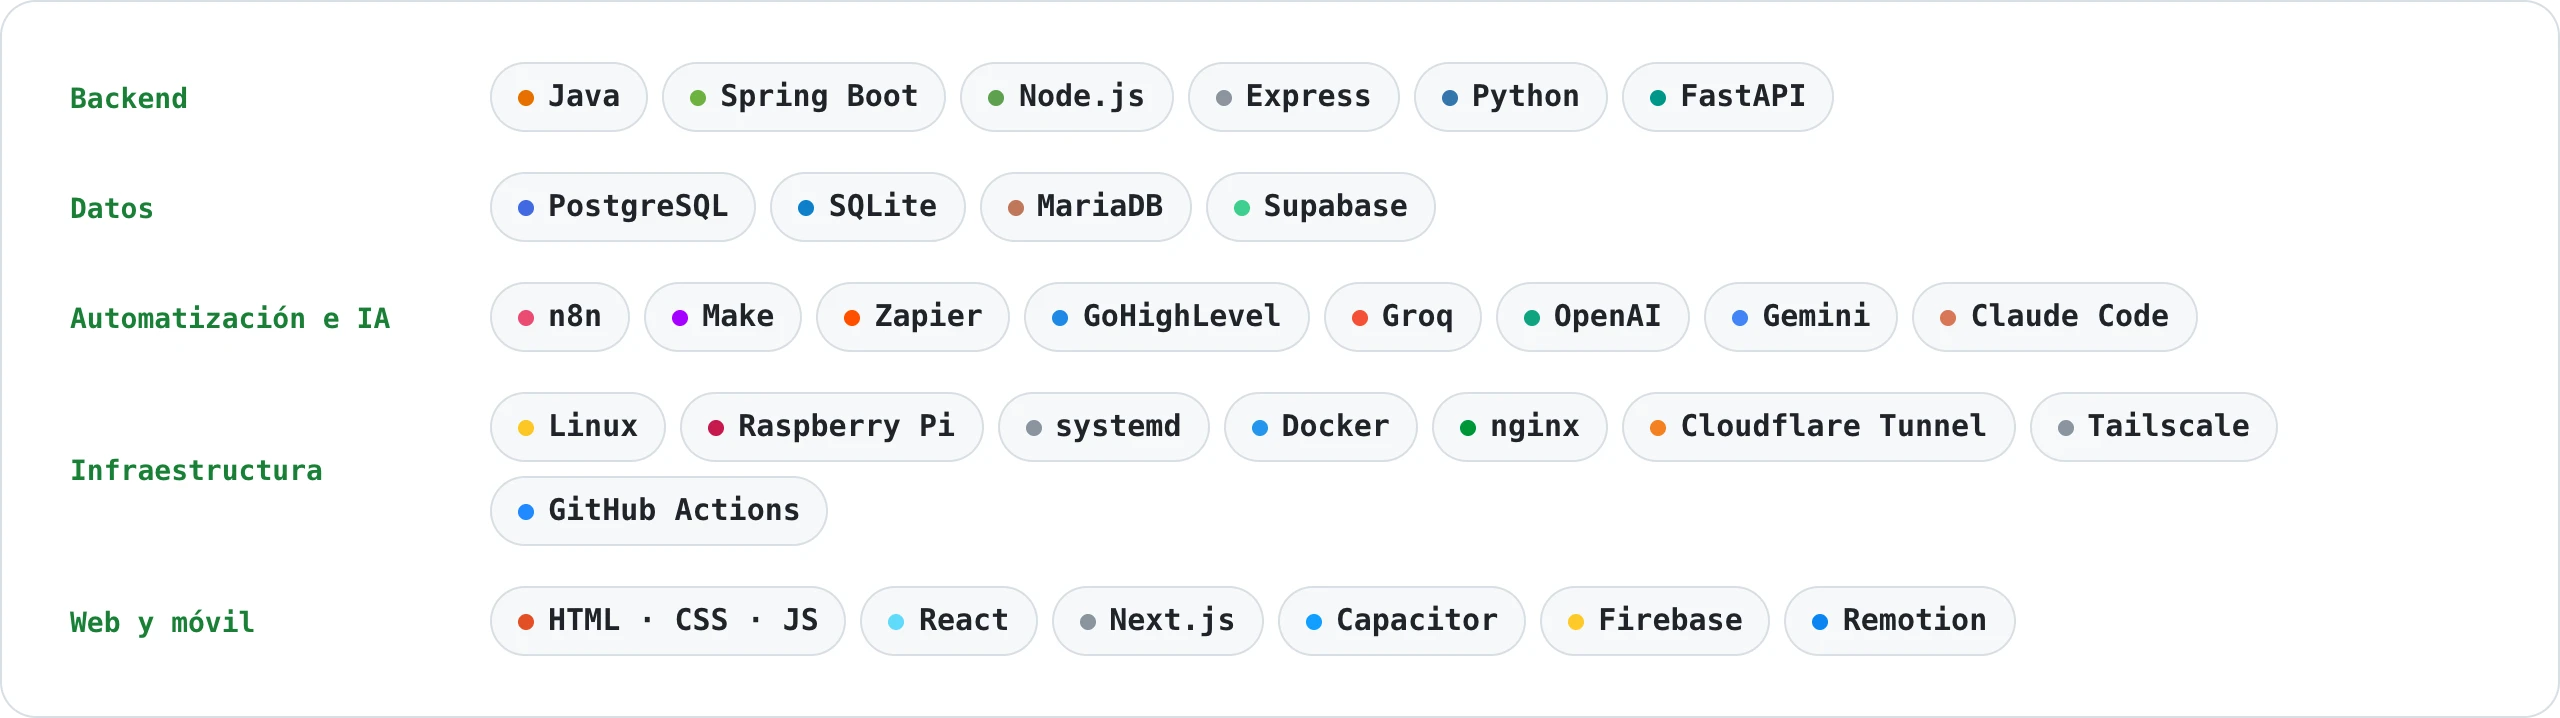 Backend
Java Spring Boot Node.js Express Python FastAPI
Datos
PostgreSQL SQLite MariaDB Supabase
Automatización e IA
n8n Make Zapier GoHighLevel Groq OpenAI Gemini Claude Code
Infraestructura
Linux Raspberry Pi systemd Docker nginx Cloudflare Tunnel Tailscale
GitHub Actions
Web y móvil
HTML · CSS · JS React Next.js Capacitor Firebase Remotion